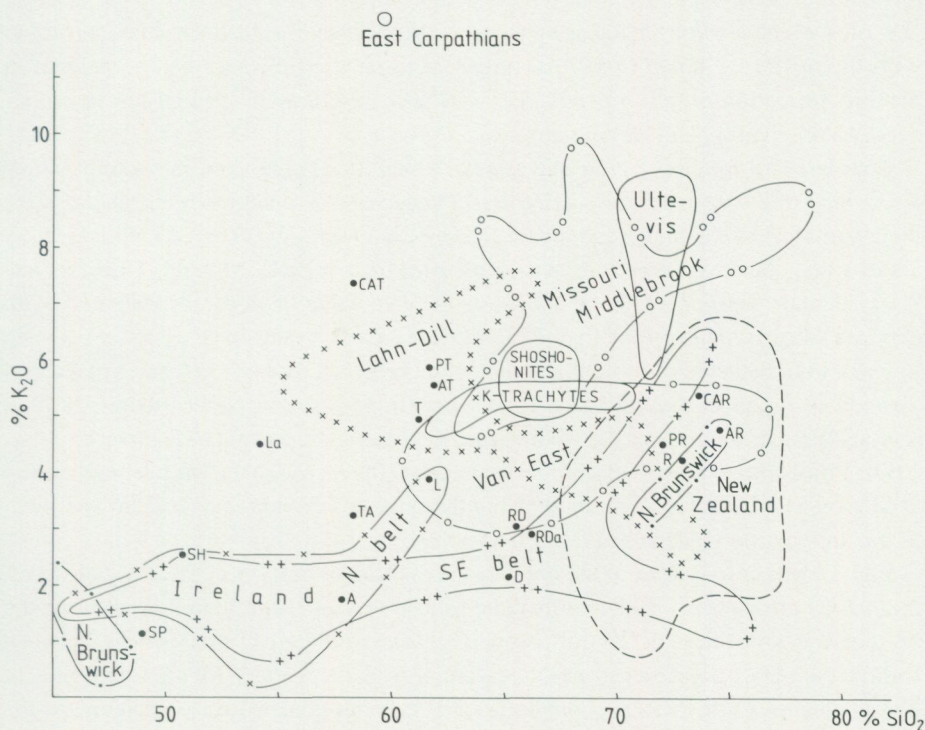 East Carpathians
% K₂O
10
8
6
4
2
50
60
70
80 % SiO₂
Ulte-
vis
Missouri
Middlebrook
CAT
Lahn-Dill
PT
AT
T
SHOSHO-
NITES
K-TRACHYTES
CAR
AR
PR
R
La
Van East
L
N. Brunswick
New
Zealand
TA
RD
RDa
N belt
SH
SE belt
D
Ireland
A
SP
N.
Bruns-
wick